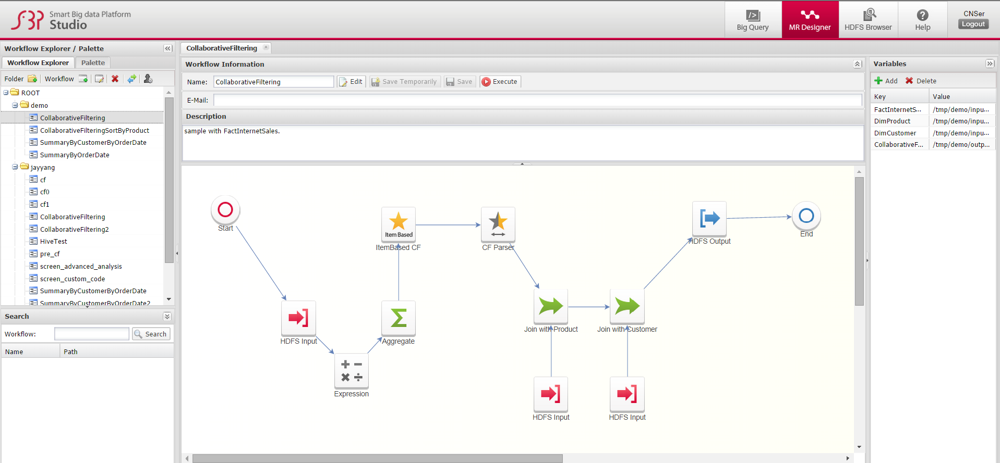 SBP Smart Big data Platform
Studio
Big Query
MR Designer
HDFS Browser
Help
CNSer
Logout
Workflow Explorer / Palette
Workflow Explorer Palette
Folder Workflow
ROOT
demo
CollaborativeFiltering
CollaborativeFilteringSortByProduct
SummaryByCustomerByOrderDate
SummaryByOrderDate
jayyang
cf
cf0
cf1
CollaborativeFiltering
CollaborativeFiltering2
HiveTest
pre_cf
screen_advanced_analysis
screen_custom_code
SummaryByCustomerByOrderDate
SummaryByCustomerByOrderDate2
Search
Workflow: Search
Name Path
CollaborativeFiltering
Workflow Information
Name: CollaborativeFiltering Edit Save Temporarily Save Execute
E-Mail:
Description
sample with FactInternetSales.
Start
Item Based
ItemBased CF
CF Parser
HDFS Output
End
HDFS Input
Aggregate
Join with Product
Join with Customer
Expression
HDFS Input
HDFS Input
Variables
Add Delete
Key Value
FactInternetS... /tmp/demo/inpu...
DimProduct /tmp/demo/inpu...
DimCustomer /tmp/demo/inpu...
CollaborativeF... /tmp/demo/outp...